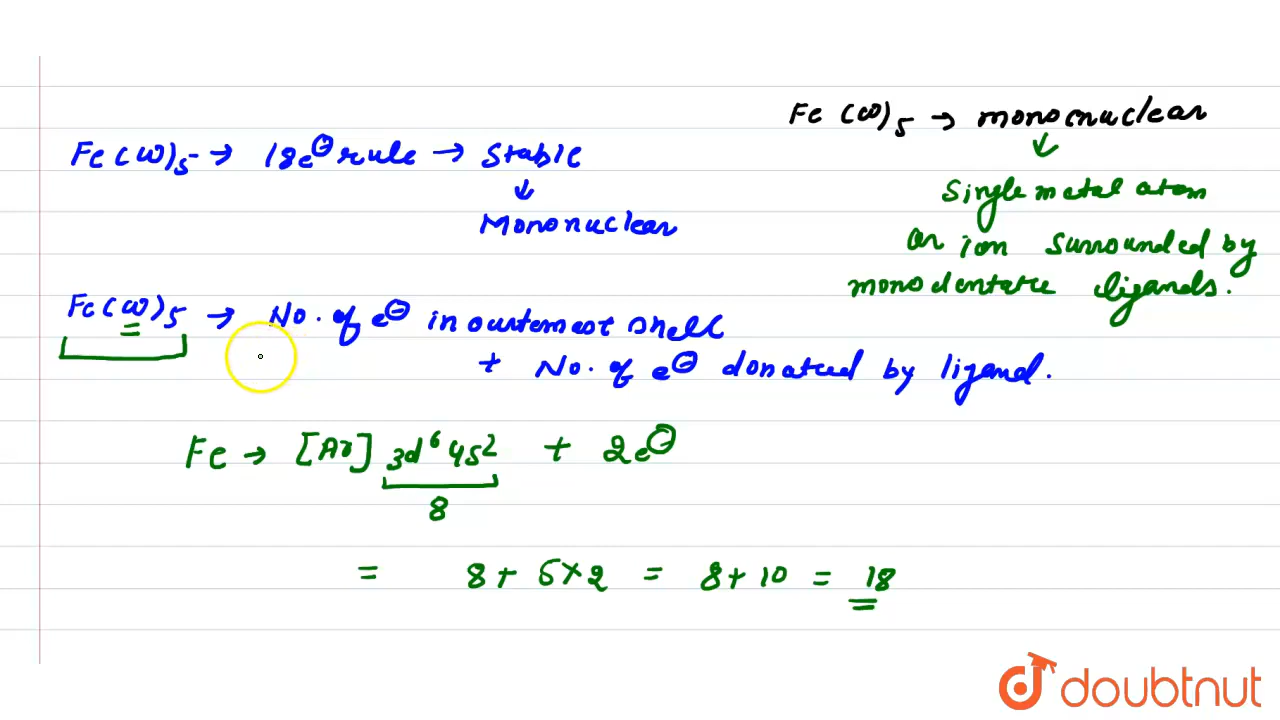 Fe (CO)5 → mononuclear
↓
Single metal atom
or ion surrounded by
monodentate ligands.
Fe (CO)5 → 18e⊖ rule → Stable
↓
Mononuclear
Fe (CO)5 → No. of e⊖ in outermost shell
+ No. of e⊖ donated by ligand.
Fe → [Ar] 3d⁶ 4s² + 2e⊖
8
= 8 + 5×2 = 8 + 10 = 18
doubtnut